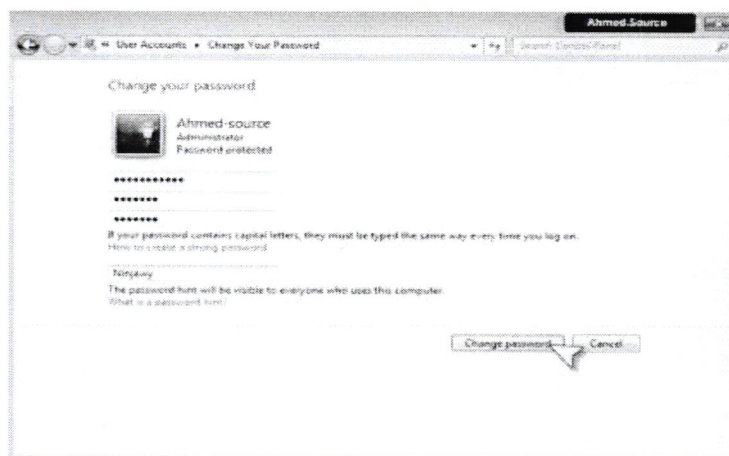 Ahmed-Source
User Accounts ▸ Change Your Password
Search Control Panel
Change your password
Ahmed-source
Administrator
Password protected
•••••••••••
•••••••
•••••••
If your password contains capital letters, they must be typed the same way every time you log on.
How to create a strong password
Ninjawy
The password hint will be visible to everyone who uses this computer.
What is a password hint?
Change password
Cancel